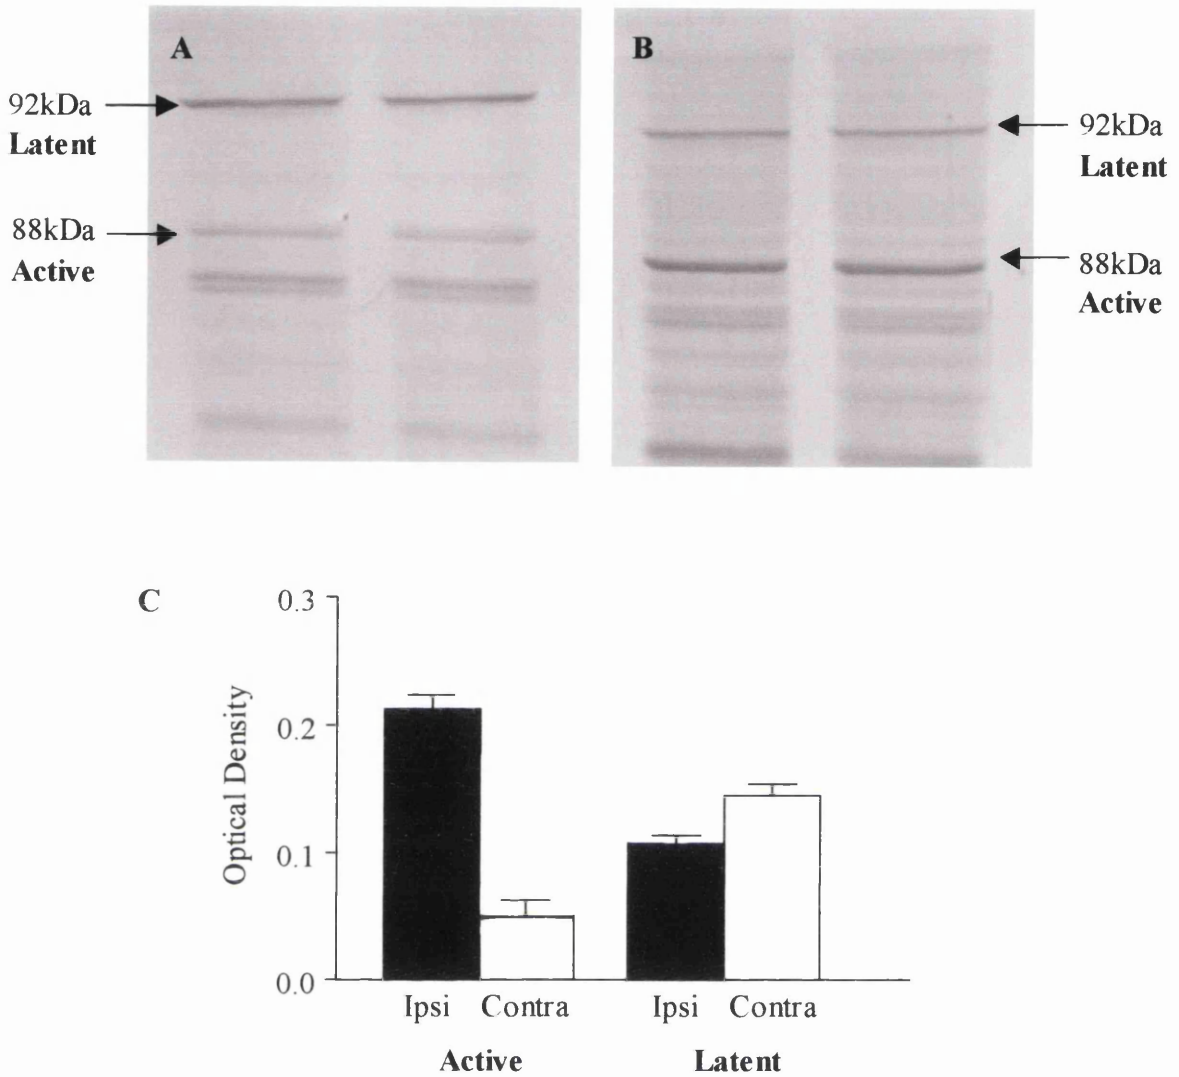 A
B
92kDa
Latent
88kDa
Active
92kDa
Latent
88kDa
Active
C
0.3
0.2
0.1
0.0
Optical Density
Ipsi Contra Ipsi Contra
Active Latent